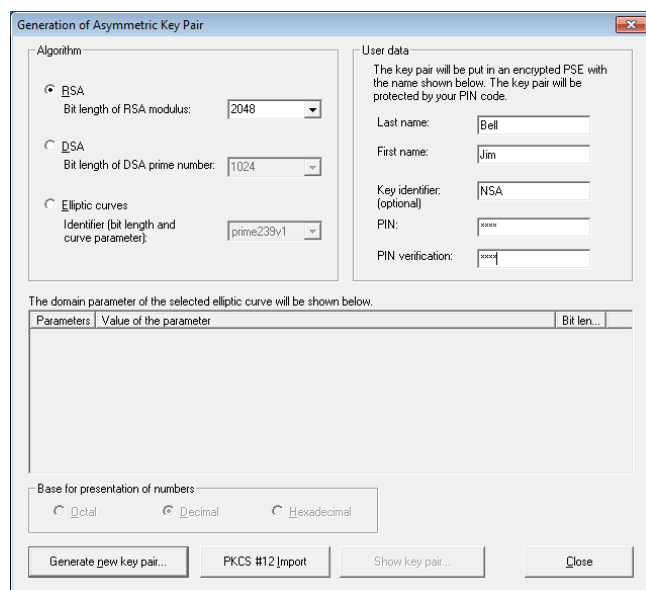 Generation of Asymmetric Key Pair
Algorithm
RSA
Bit length of RSA modulus: 2048
DSA
Bit length of DSA prime number: 1024
Elliptic curves
Identifier (bit length and
curve parameter): prime239v1
User data
The key pair will be put in an encrypted PSE with
the name shown below. The key pair will be
protected by your PIN code.
Last name: Bell
First name: Jim
Key identifier: NSA
(optional)
PIN: ****
PIN verification: ****
The domain parameter of the selected elliptic curve will be shown below.
Parameters Value of the parameter Bit len...
Base for presentation of numbers
Octal Decimal Hexadecimal
Generate new key pair... PKCS #12 Import Show key pair... Close